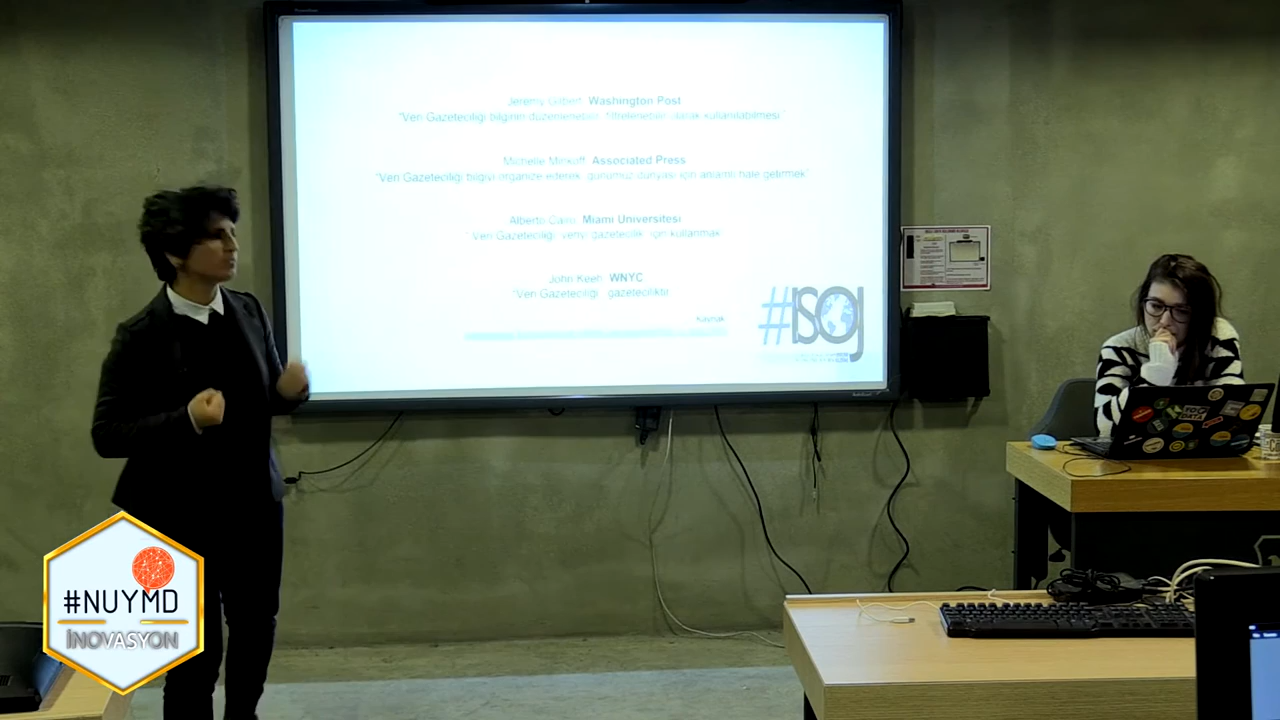 Jeremy Gilbert: Washington Post
"Veri Gazeteciliği bilginin düzenlenebilir, filtrelenebilir olarak kullanılabilmesi."
Michelle Minkoff: Associated Press
"Veri Gazeteciliği bilgiyi organize ederek, günümüz dünyası için anlamlı hale getirmek
Alberto Cairo: Miami Üniversitesi
" Veri Gazeteciliği, veriyi gazetecilik için kullanmak"
John Keefe: WNYC
"Veri Gazeteciliği, gazeteciliktir.
Kaynak
#ISOJ
#NUYMD
İNOVASYON